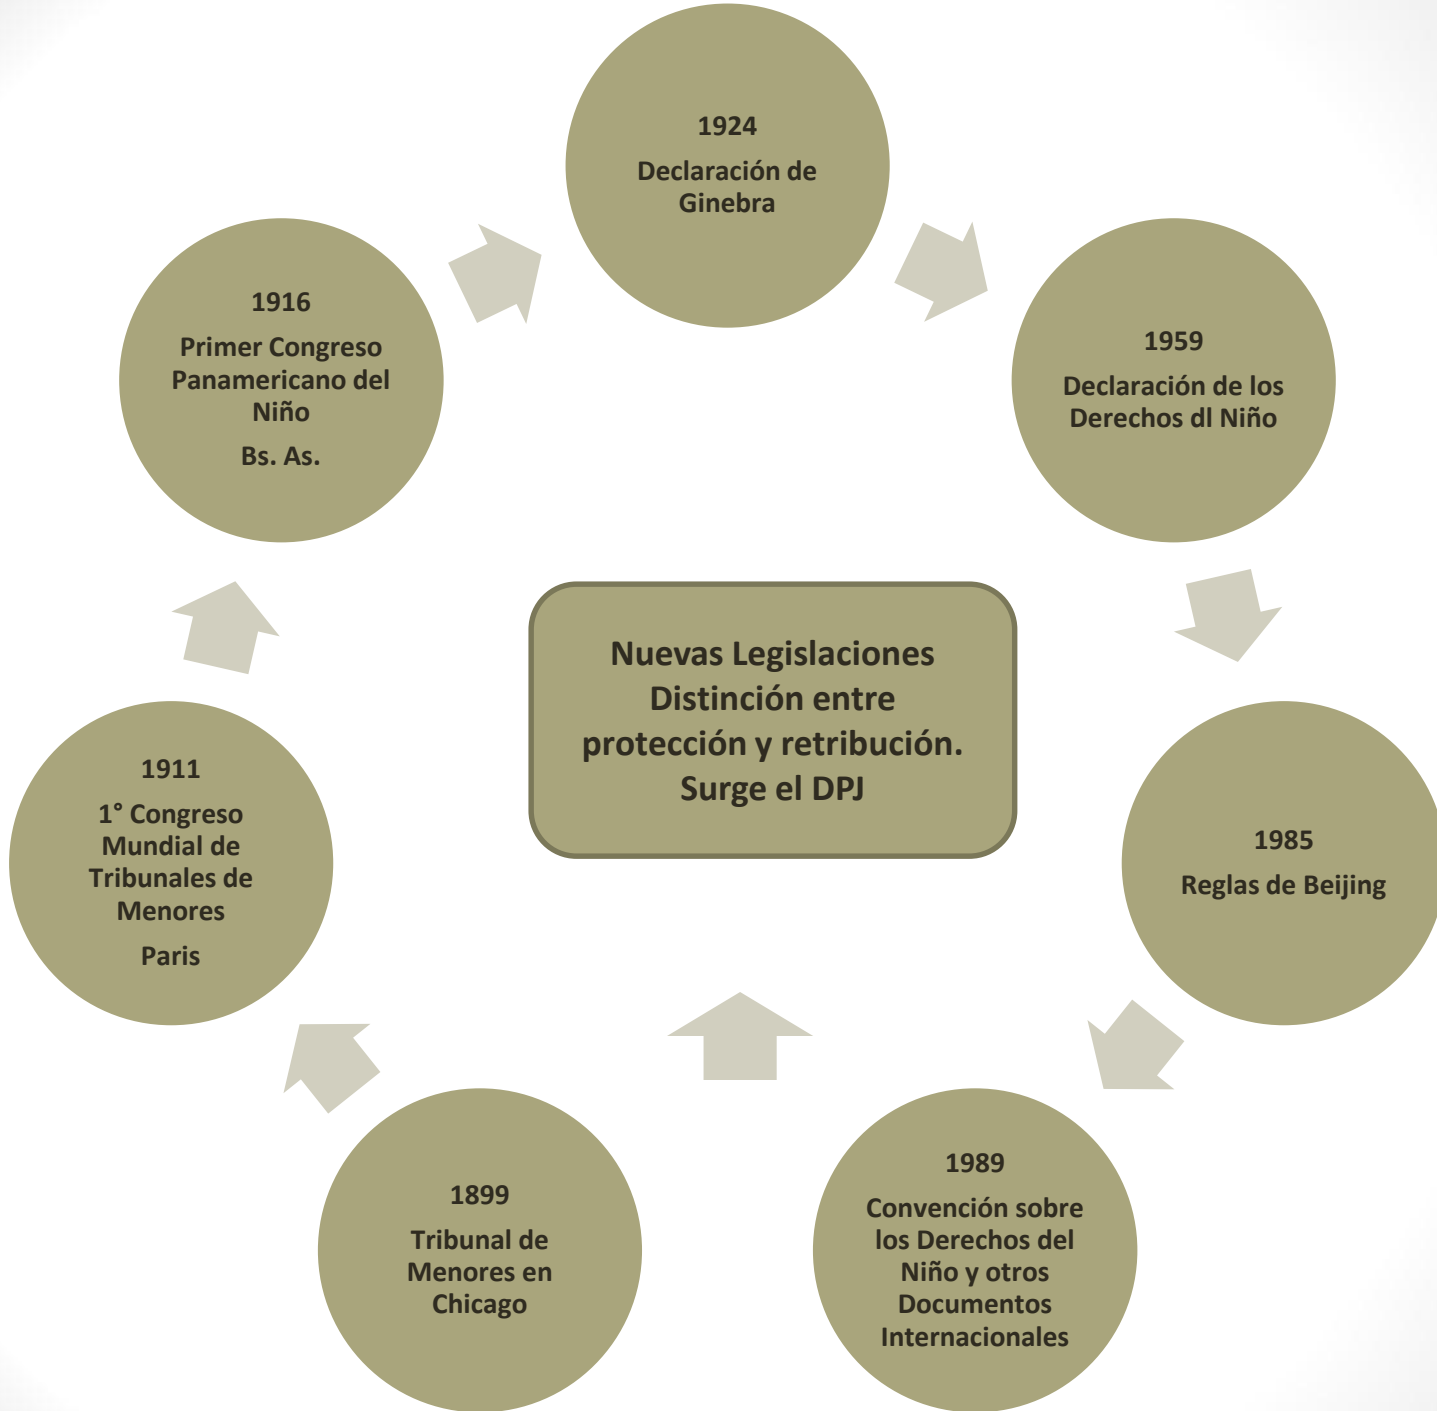 1924
Declaración de
Ginebra
1959
Declaración de los
Derechos dl Niño
1985
Reglas de Beijing
1989
Convención sobre
los Derechos del
Niño y otros
Documentos
Internacionales
1899
Tribunal de
Menores en
Chicago
1911
1° Congreso
Mundial de
Tribunales de
Menores
Paris
1916
Primer Congreso
Panamericano del
Niño
Bs. As.
Nuevas Legislaciones
Distinción entre
protección y retribución.
Surge el DPJ